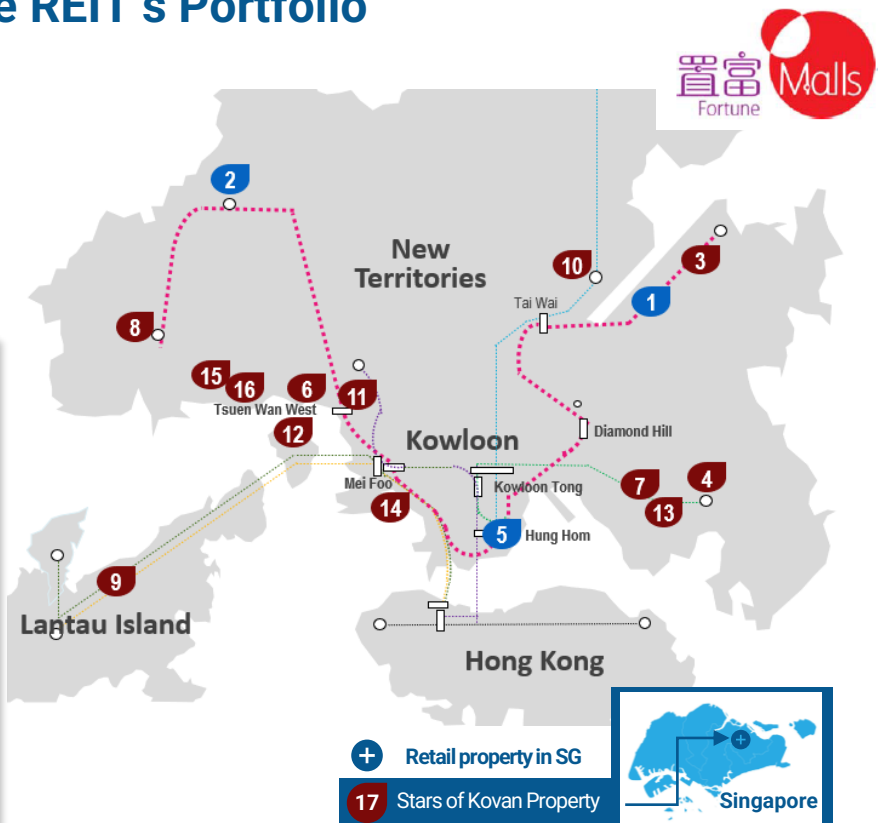 e REIT's Portfolio
置富
Fortune
Malls
2
New
Territories
3
10
1
Tai Wai
8
15
16
6
11
Tsuen Wan West
12
Kowloon
Diamond Hill
Mei Foo
Kowloon Tong
7
4
14
13
5
Hung Hom
9
Lantau Island
Hong Kong
+ Retail property in SG
17 Stars of Kovan Property
+
Singapore